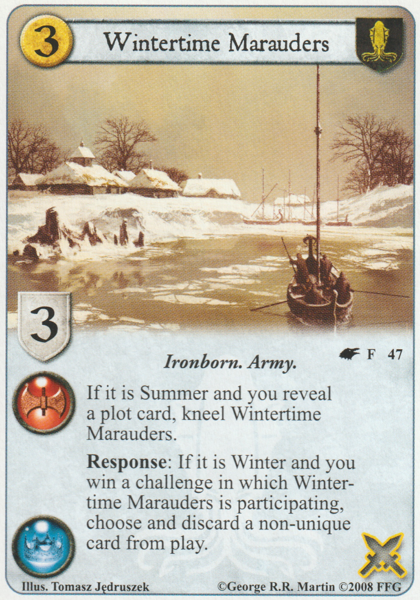 3
Wintertime Marauders
3
F 47
Ironborn. Army.
If it is Summer and you reveal
a plot card, kneel Wintertime
Marauders.
Response: If it is Winter and you
win a challenge in which Winter-
time Marauders is participating,
choose and discard a non-unique
card from play.
Illus. Tomasz Jędruszek
©George R.R. Martin ©2008 FFG